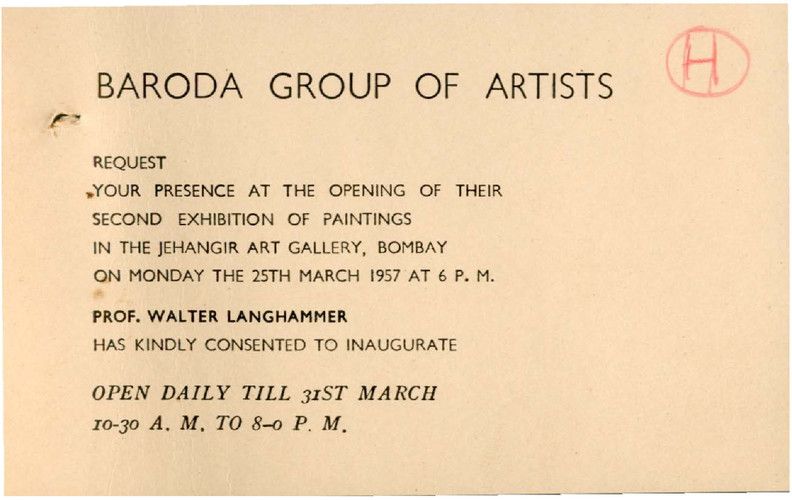 H
BARODA GROUP OF ARTISTS
REQUEST
YOUR PRESENCE AT THE OPENING OF THEIR
SECOND EXHIBITION OF PAINTINGS
IN THE JEHANGIR ART GALLERY, BOMBAY
ON MONDAY THE 25TH MARCH 1957 AT 6 P. M.
PROF. WALTER LANGHAMMER
HAS KINDLY CONSENTED TO INAUGURATE
OPEN DAILY TILL 31ST MARCH
10-30 A. M. TO 8-0 P. M.